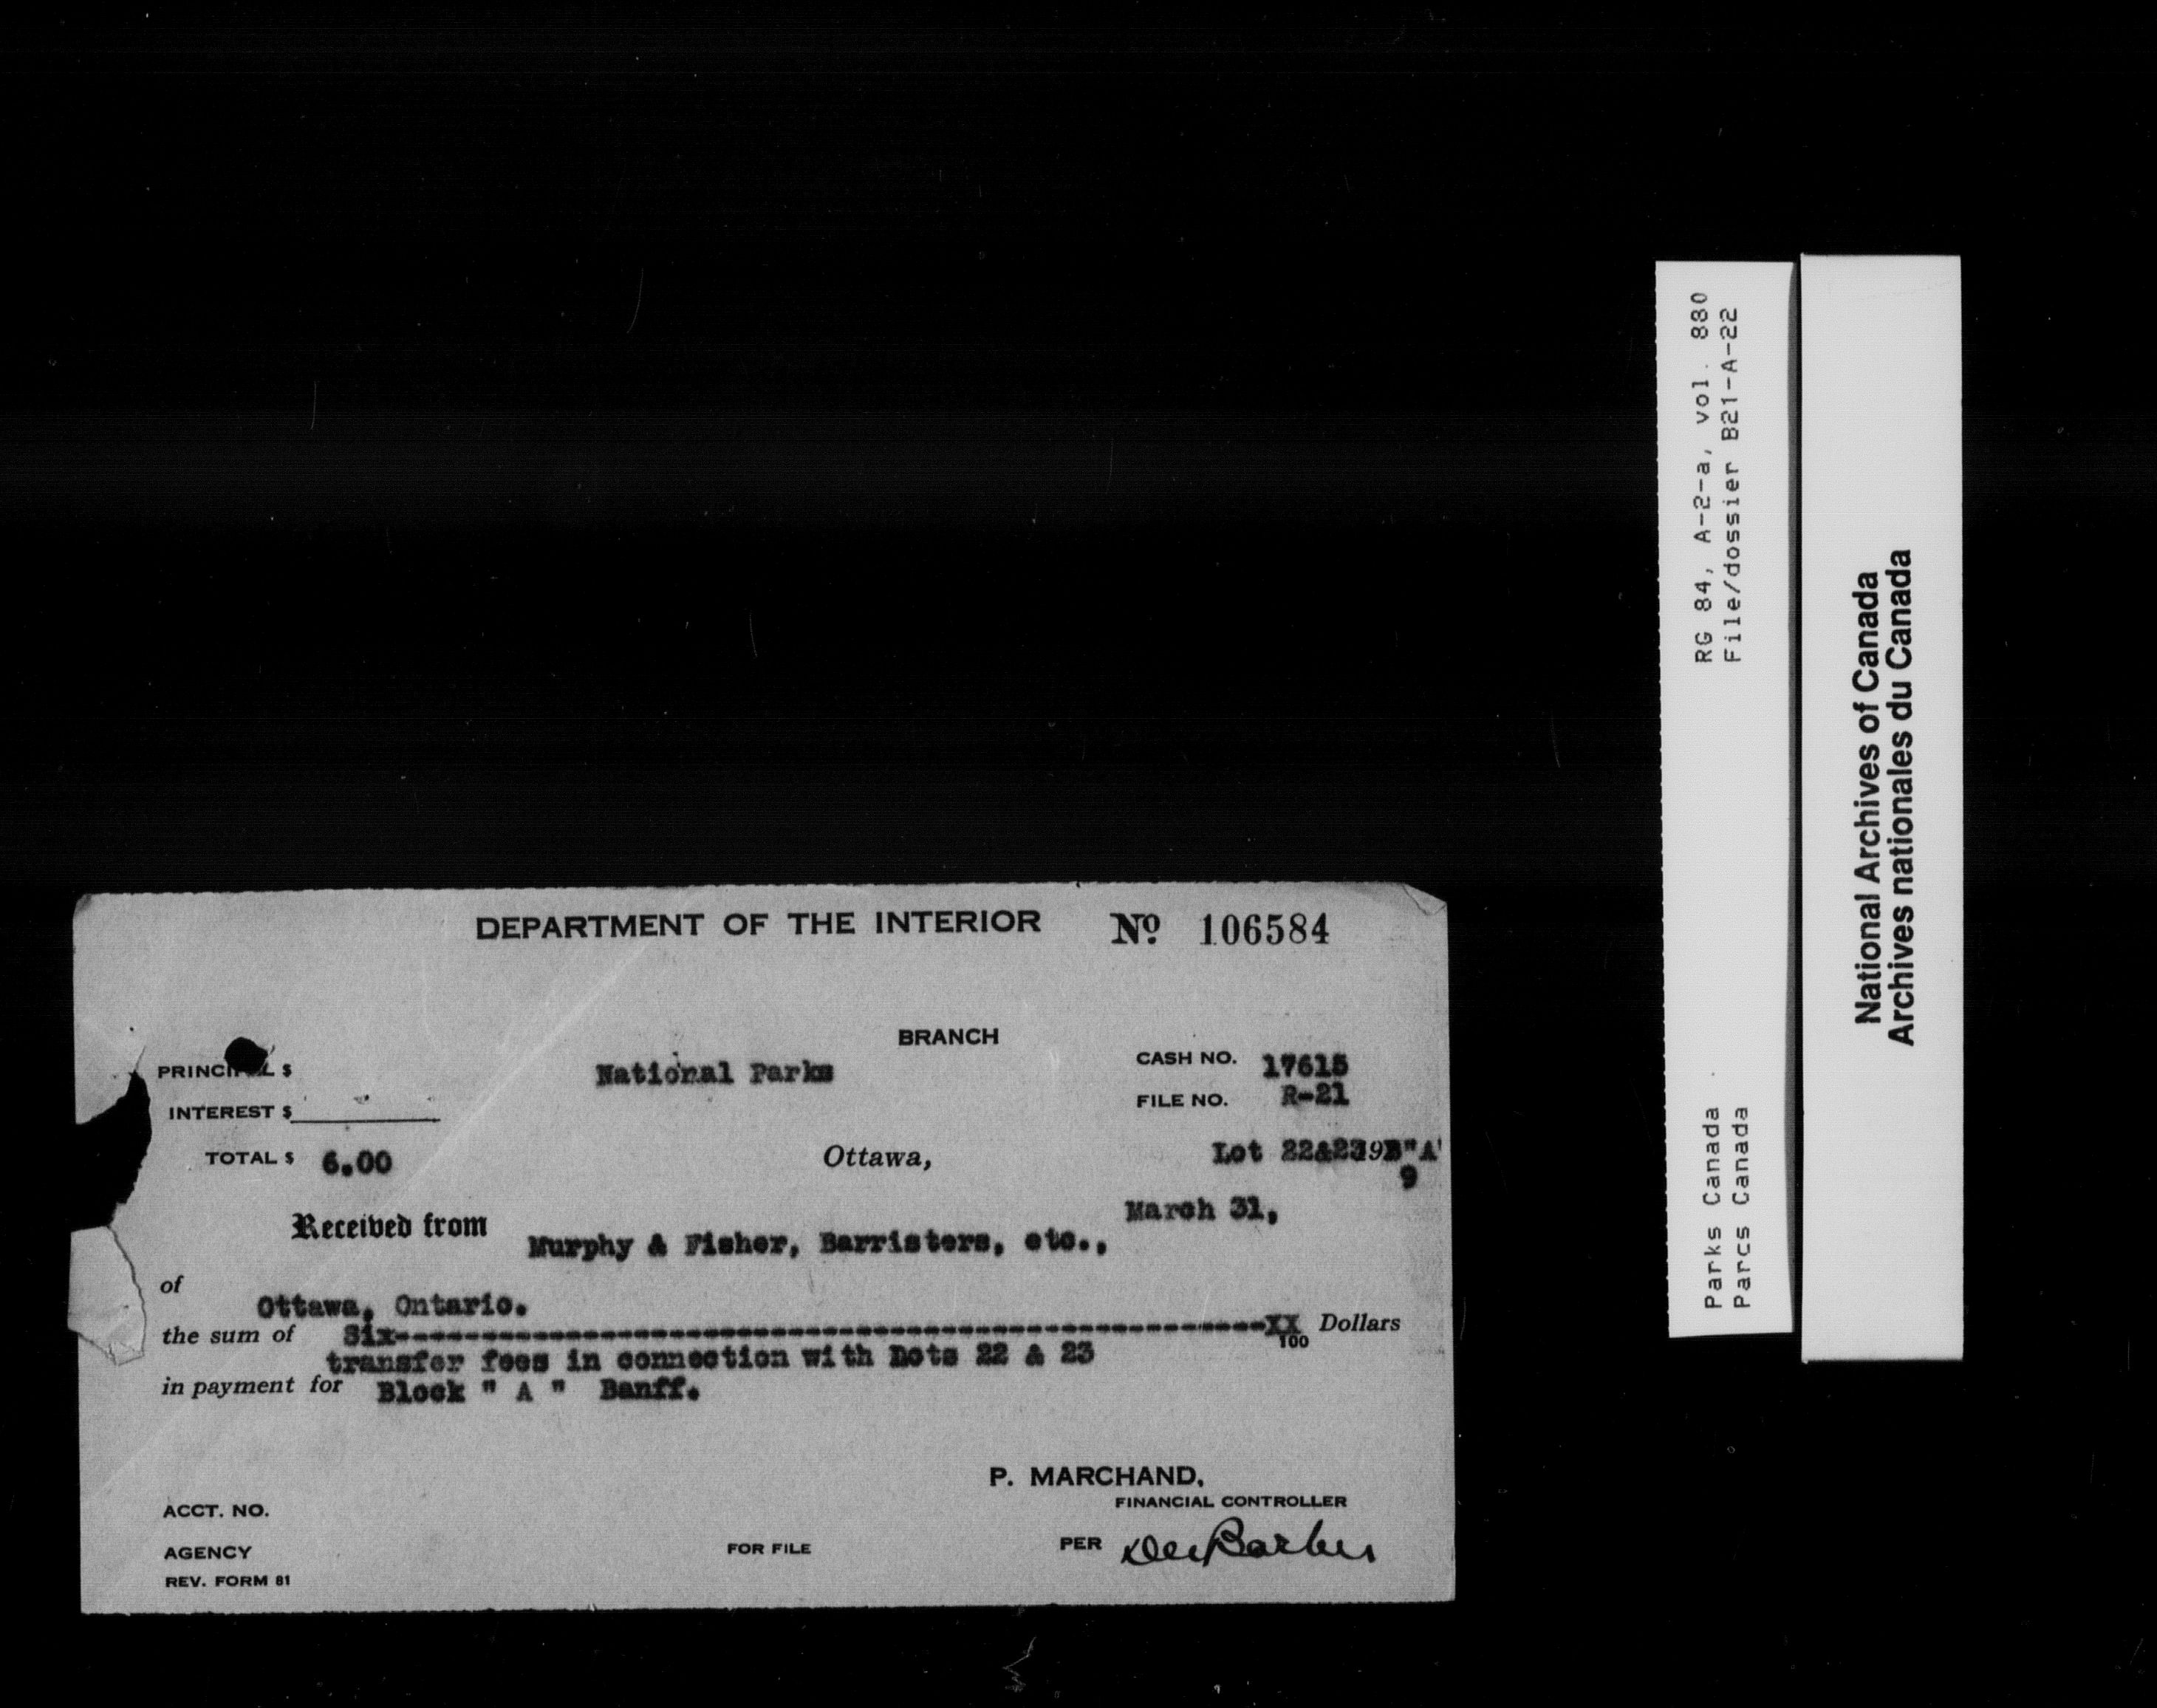 DEPARTMENT OF THE INTERIOR Nº 106584
BRANCH
National Parks
PRINCIPAL $
INTEREST $
TOTAL $ 6.00
CASH NO. 17615
FILE NO. R-21
Ottawa,
Lot 22&23 19 B"A"
9
March 31,
Received from Murphy & Fisher, Barristers, etc.,
of Ottawa, Ontario.
the sum of Six------------------------------------------------XX/100 Dollars
transfer fees in connection with Lots 22 & 23
in payment for Block " A " Banff.
P. MARCHAND,
FINANCIAL CONTROLLER
ACCT. NO.
AGENCY
REV. FORM 81
FOR FILE
PER
RG 84, A-2-a, vol. 880
File/dossier B21-A-22
Parks Canada
Parcs Canada
National Archives of Canada
Archives nationales du Canada